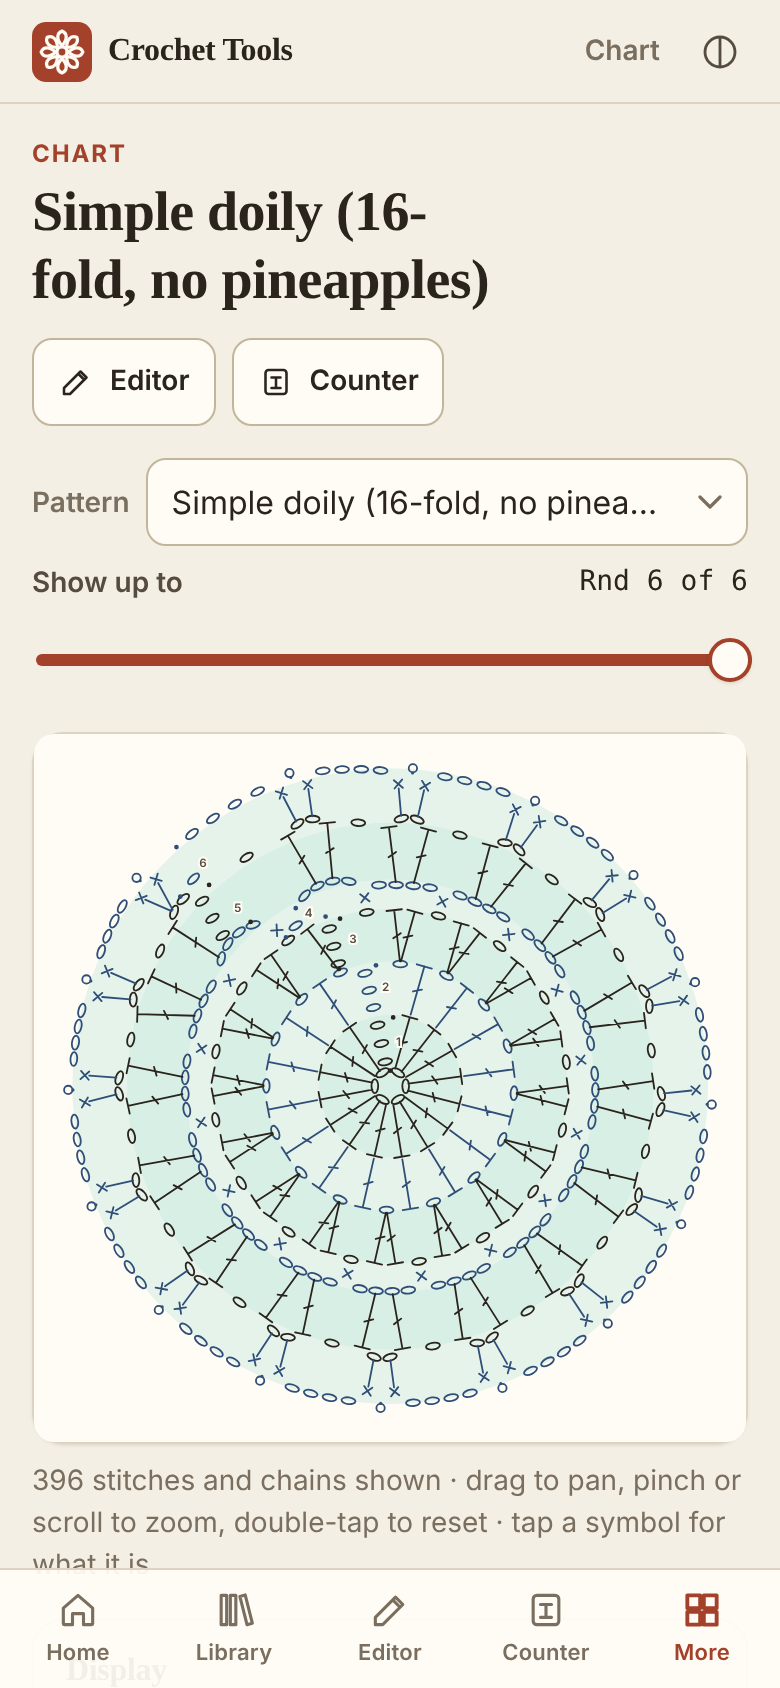 Crochet Tools
Chart
CHART
Simple doily (16-
fold, no pineapples)
Editor
Counter
Pattern
Simple doily (16-fold, no pinea...
Show up to
Rnd 6 of 6
6
5
4
3
2
1
396 stitches and chains shown · drag to pan, pinch or
scroll to zoom, double-tap to reset · tap a symbol for
what it is
Display
Home
Library
Editor
Counter
More